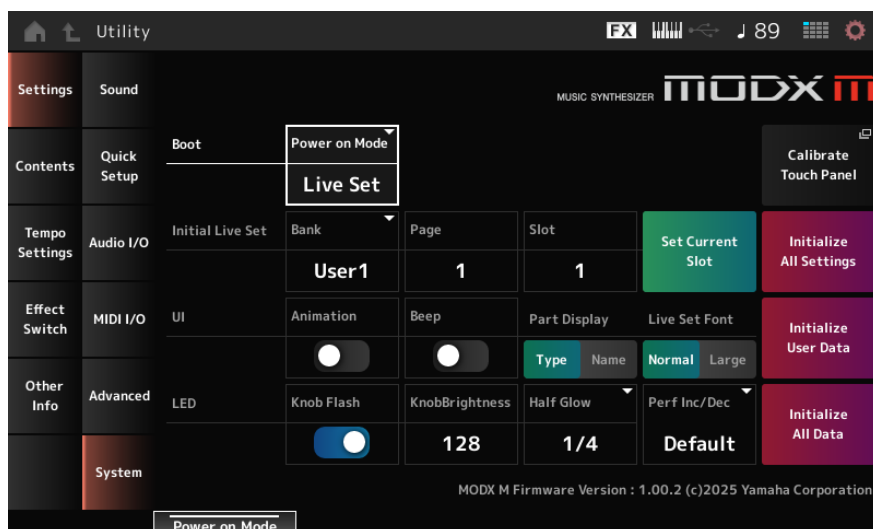 Utility
FX
♩ 89
Settings
Sound
MUSIC SYNTHESIZER MODX M
Boot
Power on Mode
Live Set
Calibrate
Touch Panel
Contents
Quick
Setup
Initial Live Set
Bank
Page
Slot
User1
1
1
Set Current
Slot
Initialize
All Settings
Tempo
Settings
Audio I/O
Effect
Switch
MIDI I/O
UI
Animation
Beep
Part Display
Type
Name
Live Set Font
Normal
Large
Initialize
User Data
Other
Info
Advanced
LED
Knob Flash
KnobBrightness
128
Half Glow
1/4
Perf Inc/Dec
Default
Initialize
All Data
System
MODX M Firmware Version : 1.00.2 (c)2025 Yamaha Corporation
Power on Mode